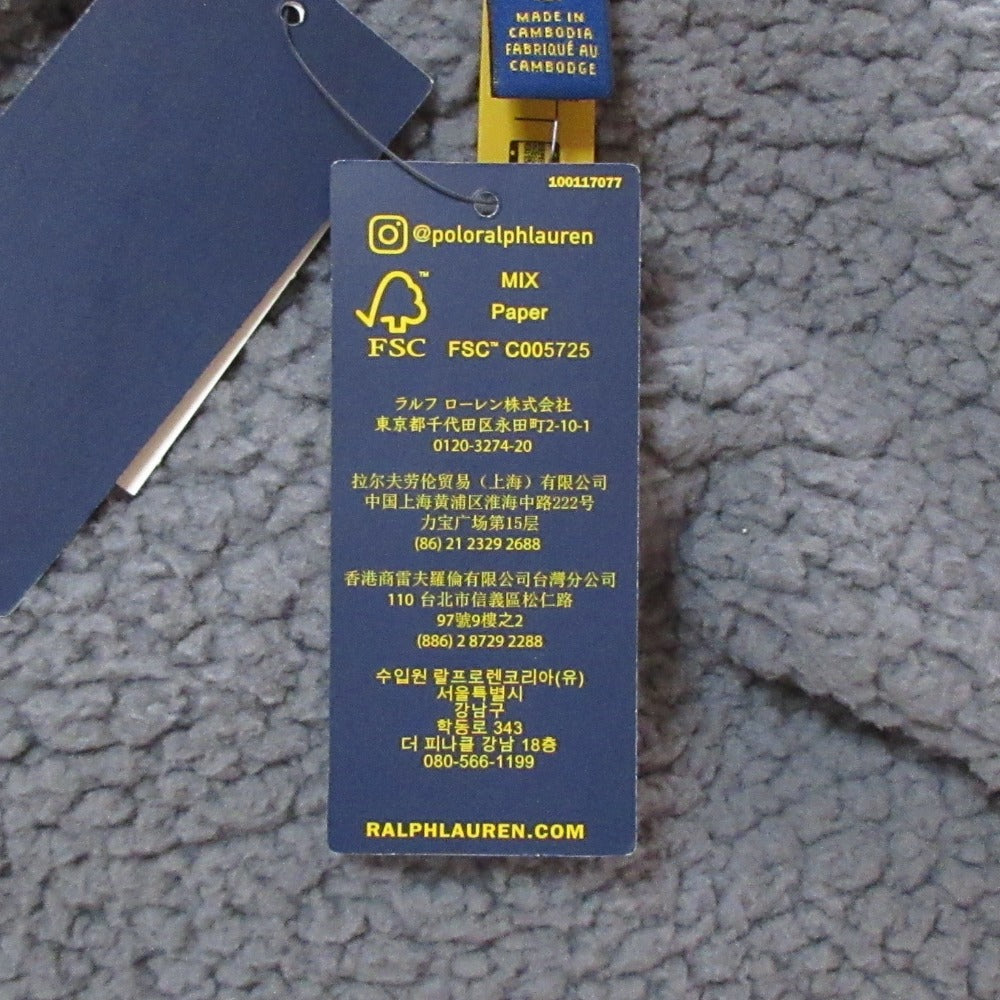 MADE IN
CAMBODIA
FABRIQUÉ AU
CAMBODGE
100117077
@poloralphlauren
FSC
MIX
Paper
FSC™ C005725
ラルフ ローレン株式会社
東京都千代田区永田町2-10-1
0120-3274-20
拉尔夫劳伦贸易（上海）有限公司
中国上海黄浦区淮海中路222号
力宝广场第15层
(86) 21 2329 2688
香港商雷夫羅倫有限公司台灣分公司
110 台北市信義區松仁路
97號9樓之2
(886) 2 8729 2288
수입원 랄프로렌코리아(유)
서울특별시
강남구
학동로 343
더 피나클 강남 18층
080-566-1199
RALPHLAUREN.COM